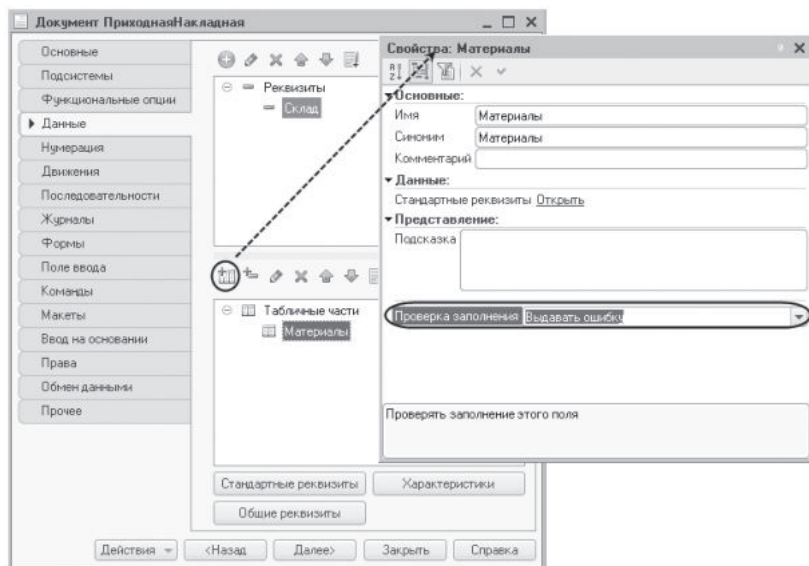 Документ ПриходнаяНакладная
Основные
Подсистемы
Функциональные опции
Данные
Нумерация
Движения
Последовательности
Журналы
Формы
Поле ввода
Команды
Макеты
Ввод на основании
Права
Обмен данными
Прочее
Реквизиты
Склад
Табличные части
Материалы
Стандартные реквизиты
Характеристики
Общие реквизиты
Действия
<Назад
Далее>
Закрыть
Справка
Свойства: Материалы
Основные:
Имя Материалы
Синоним Материалы
Комментарий
Данные:
Стандартные реквизиты Открыть
Представление:
Подсказка
Проверка заполнения Выдавать ошибку
Проверять заполнение этого поля